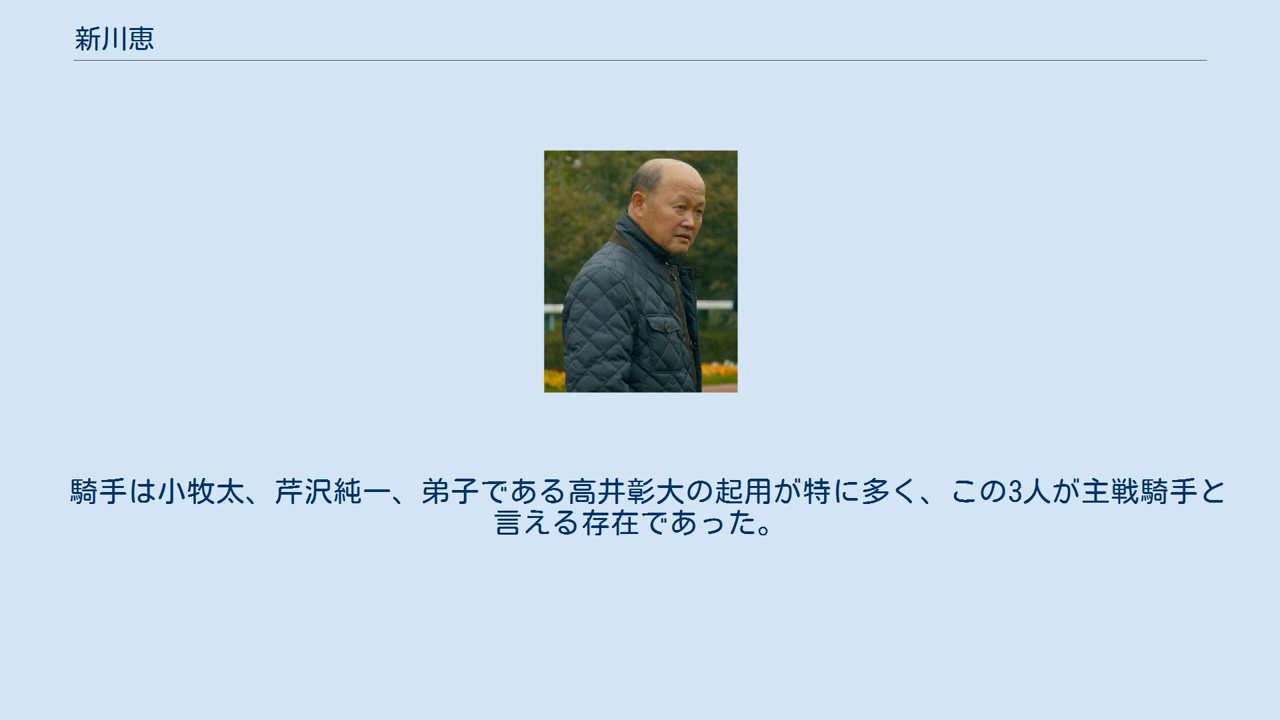 新川恵
騎手は小牧太、芹沢純一、弟子である高井彰大の起用が特に多く、この3人が主戦騎手と
言える存在であった。